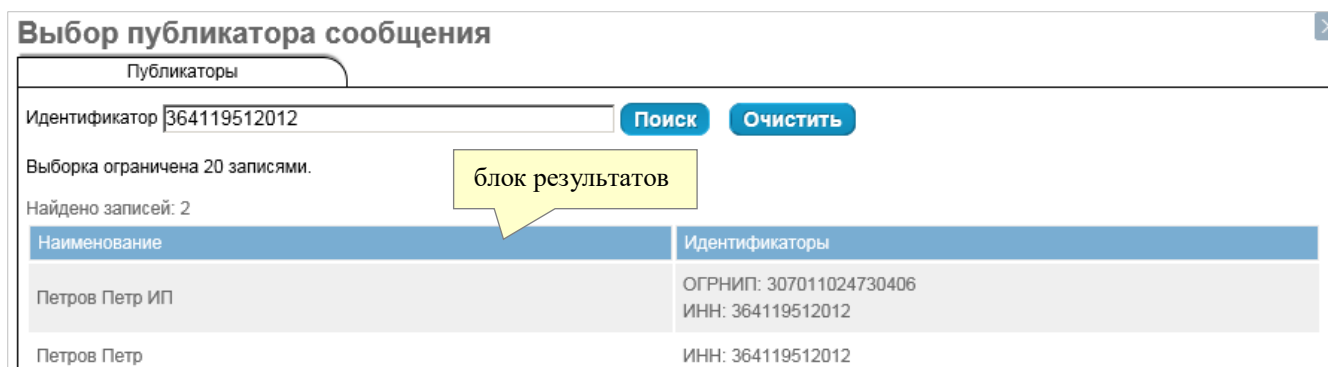 Выбор публикатора сообщения
Публикаторы
Идентификатор 364119512012 Поиск Очистить
Выборка ограничена 20 записями.
блок результатов
Найдено записей: 2
Наименование Идентификаторы
Петров Петр ИП
ОГРНИП: 307011024730406
ИНН: 364119512012
Петров Петр ИНН: 364119512012